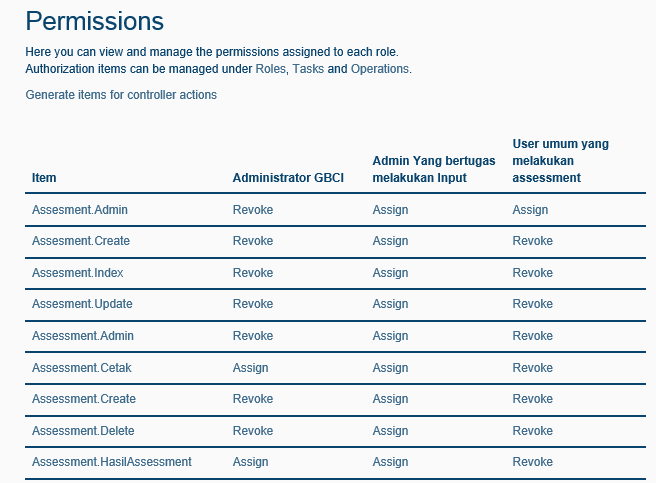 Permissions
Here you can view and manage the permissions assigned to each role.
Authorization items can be managed under Roles, Tasks and Operations.
Generate items for controller actions
Item Administrator GBCI Admin Yang bertugas melakukan Input User umum yang melakukan assessment
Assesment.Admin Revoke Assign Assign
Assesment.Create Revoke Assign Revoke
Assesment.Index Revoke Assign Revoke
Assesment.Update Revoke Assign Revoke
Assessment.Admin Revoke Assign Revoke
Assessment.Cetak Assign Assign Revoke
Assessment.Create Revoke Assign Revoke
Assessment.Delete Revoke Assign Revoke
Assessment.HasilAssessment Assign Assign Revoke